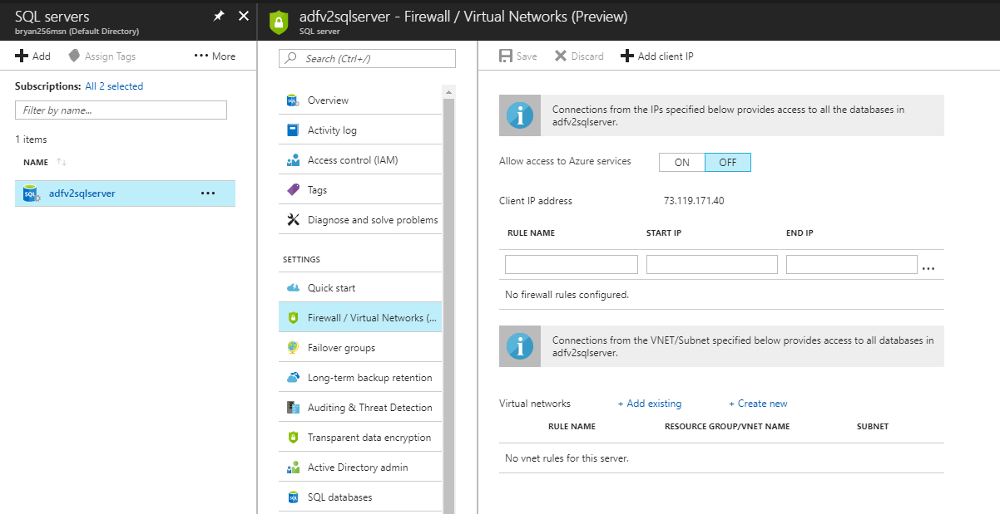 SQL servers
bryan256msn (Default Directory)
Add
Assign Tags
More
Subscriptions: All 2 selected
Filter by name...
1 items
NAME
SQL adfv2sqlserver
adfv2sqlserver - Firewall / Virtual Networks (Preview)
SQL server
Search (Ctrl+/)
Overview
Activity log
Access control (IAM)
Tags
Diagnose and solve problems
SETTINGS
Quick start
Firewall / Virtual Networks (...
Failover groups
Long-term backup retention
Auditing & Threat Detection
Transparent data encryption
Active Directory admin
SQL databases
Save
Discard
Add client IP
Connections from the IPs specified below provides access to all the databases in
adfv2sqlserver.
Allow access to Azure services ON OFF
Client IP address 73.119.171.40
RULE NAME START IP END IP
...
No firewall rules configured.
Connections from the VNET/Subnet specified below provides access to all databases in
adfv2sqlserver.
Virtual networks + Add existing + Create new
RULE NAME RESOURCE GROUP/VNET NAME SUBNET
No vnet rules for this server.